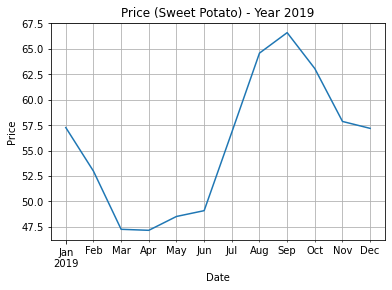 Price (Sweet Potato) - Year 2019
67.5
65.0
62.5
60.0
57.5
55.0
52.5
50.0
47.5
Price
Jan Feb Mar Apr May Jun Jul Aug Sep Oct Nov Dec
2019
Date